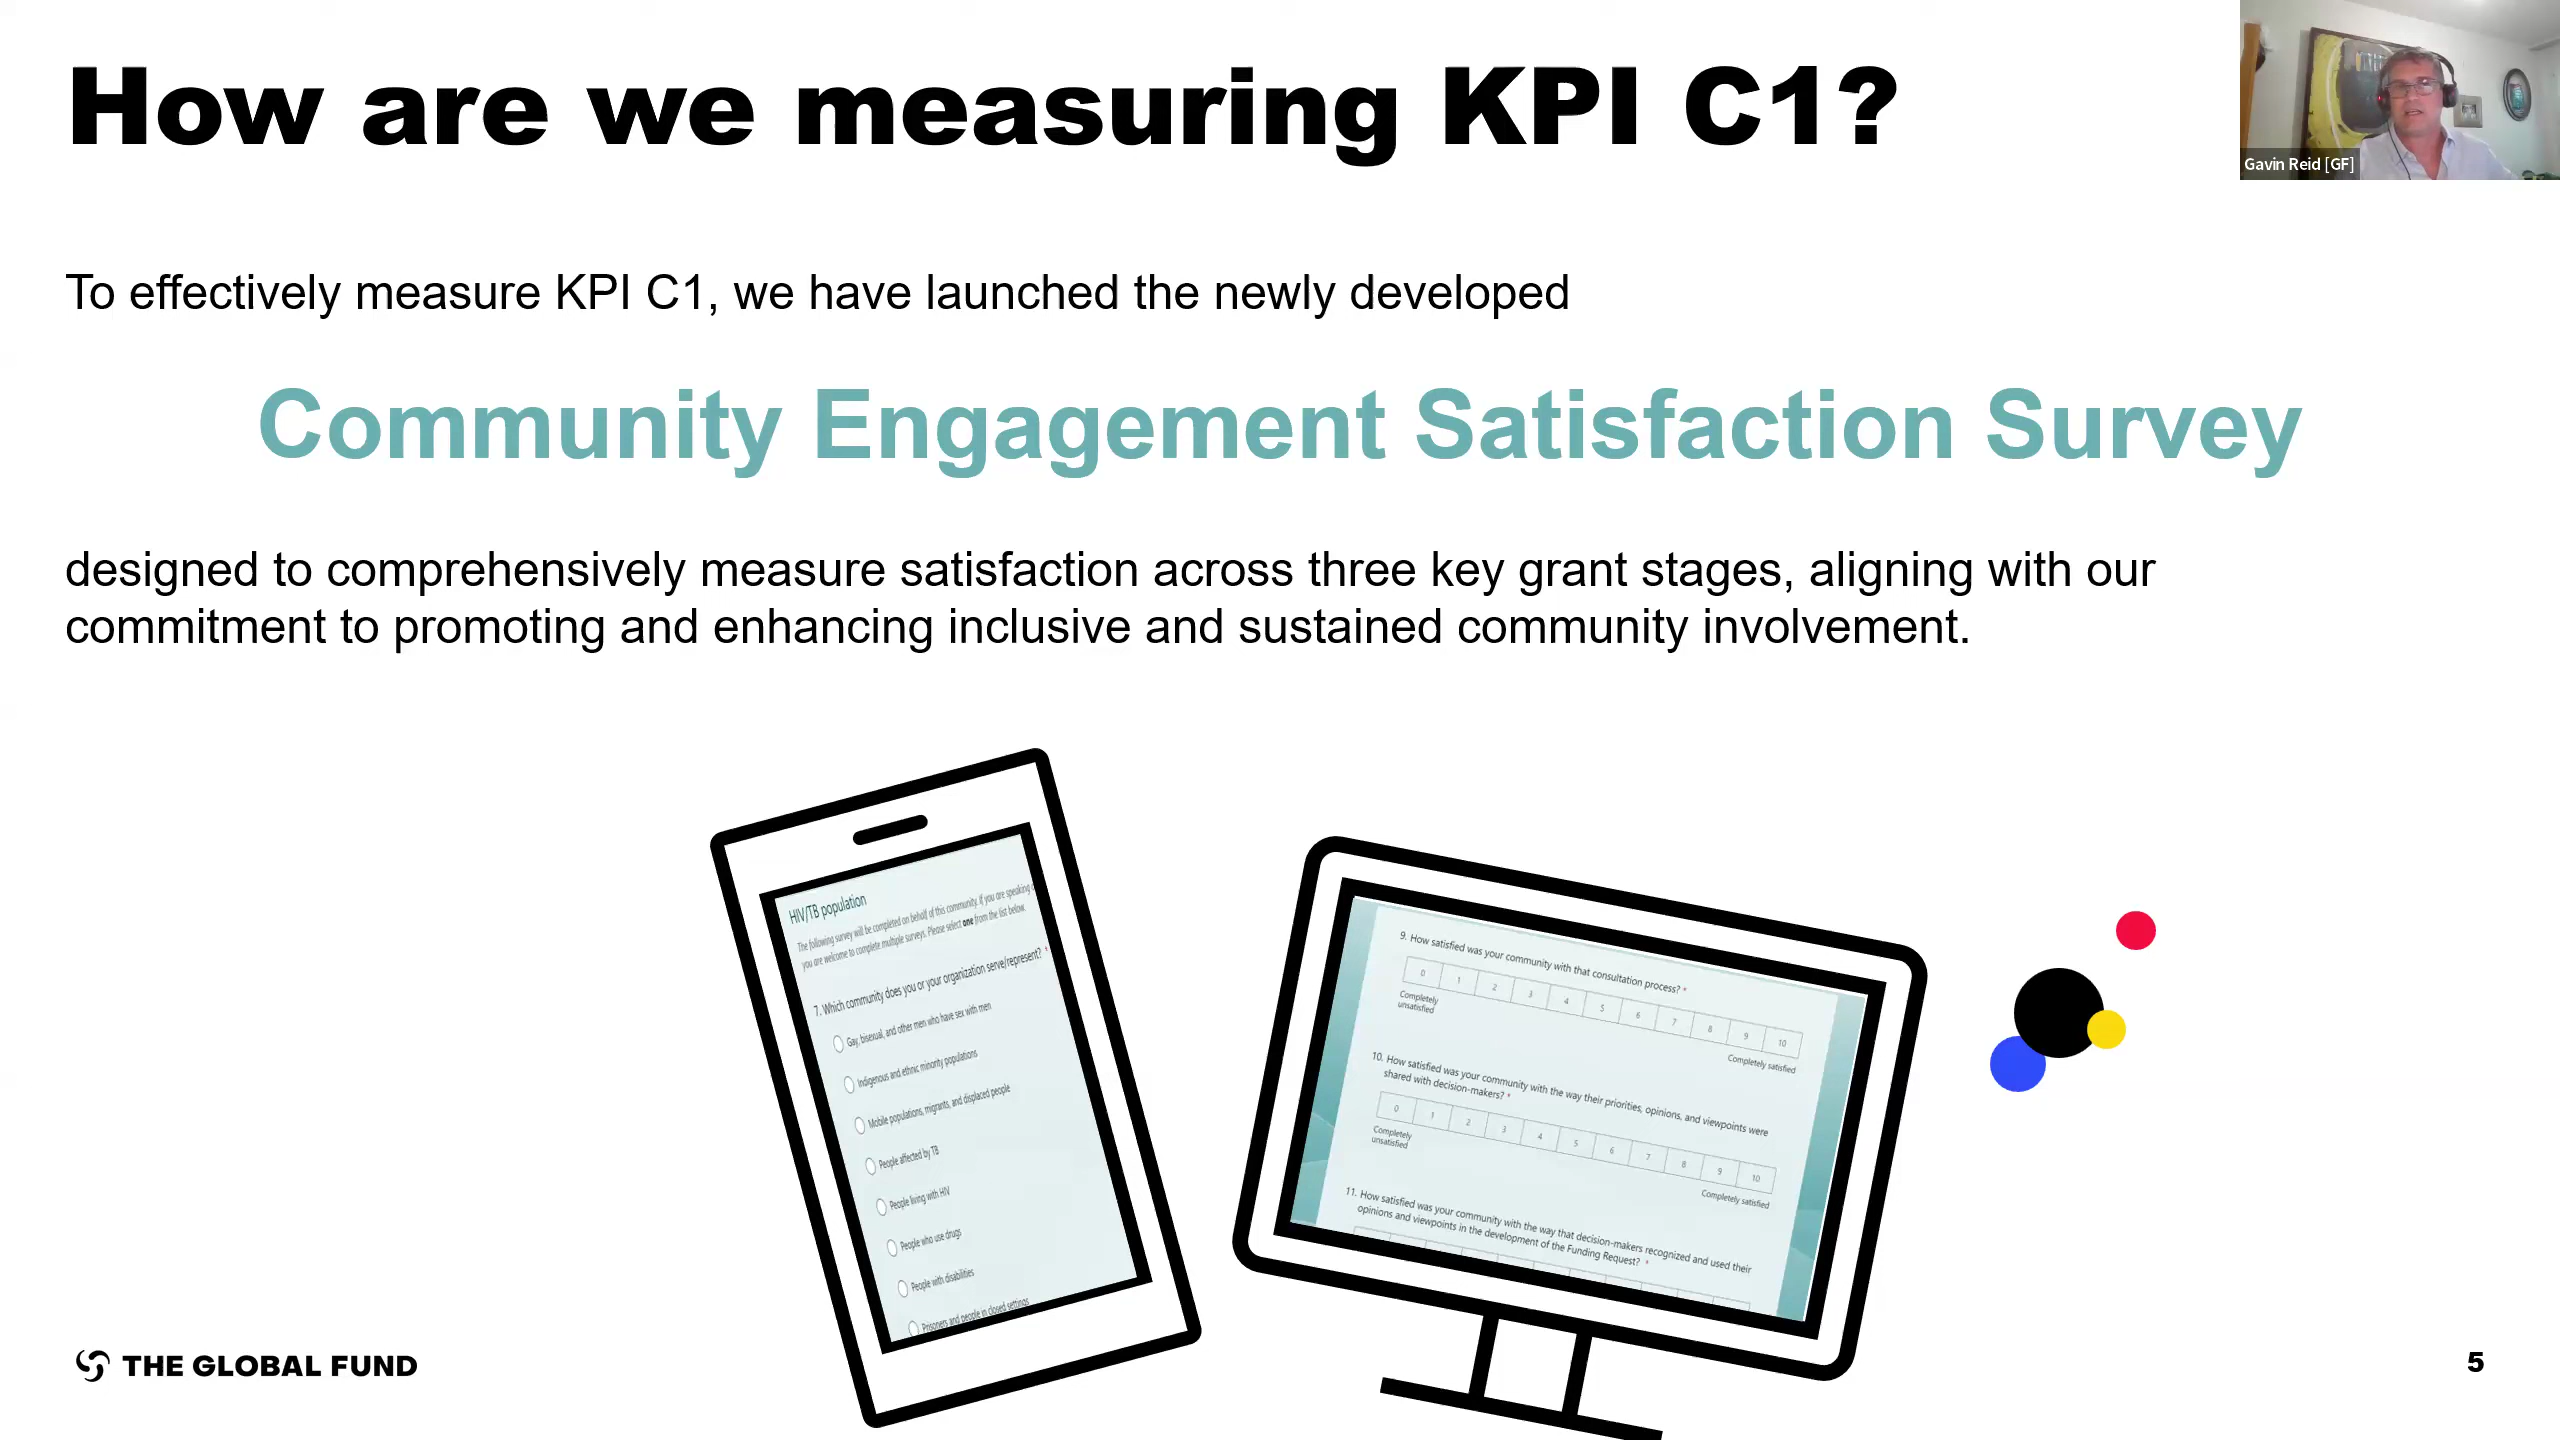 How are we measuring KPI C1?
Gavin Reid [GF]
To effectively measure KPI C1, we have launched the newly developed
Community Engagement Satisfaction Survey
designed to comprehensively measure satisfaction across three key grant stages, aligning with our
commitment to promoting and enhancing inclusive and sustained community involvement.
HIV/TB population
The following survey will be completed on behalf of this community. If you are speaking
you are welcome to complete multiple surveys. Please select one from the list below.
7. Which community does you or your organization serve/represent? *
Gay, bisexual, and other men who have sex with men
Indigenous and ethnic minority populations
Mobile populations, migrants, and displaced people
People affected by TB
People living with HIV
People who use drugs
People with disabilities
Prisoners and people in closed settings
9. How satisfied was your community with that consultation process? *
0 1 2 3 4 5 6 7 8 9 10
Completely
unsatisfied
Completely satisfied
10. How satisfied was your community with the way their priorities, opinions, and viewpoints were
shared with decision-makers? *
0 1 2 3 4 5 6 7 8 9 10
Completely
unsatisfied
Completely satisfied
11. How satisfied was your community with the way that decision-makers recognized and used their
opinions and viewpoints in the development of the Funding Request? *
THE GLOBAL FUND
5